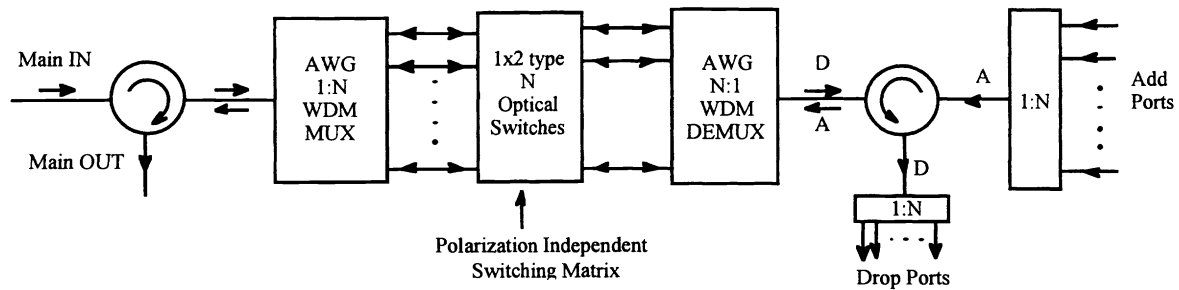 Main IN
Main OUT
AWG
1:N
WDM
MUX
1x2 type
N
Optical
Switches
Polarization Independent
Switching Matrix
AWG
N:1
WDM
DEMUX
D
A
A
D
1:N
Drop Ports
1:N
Add
Ports